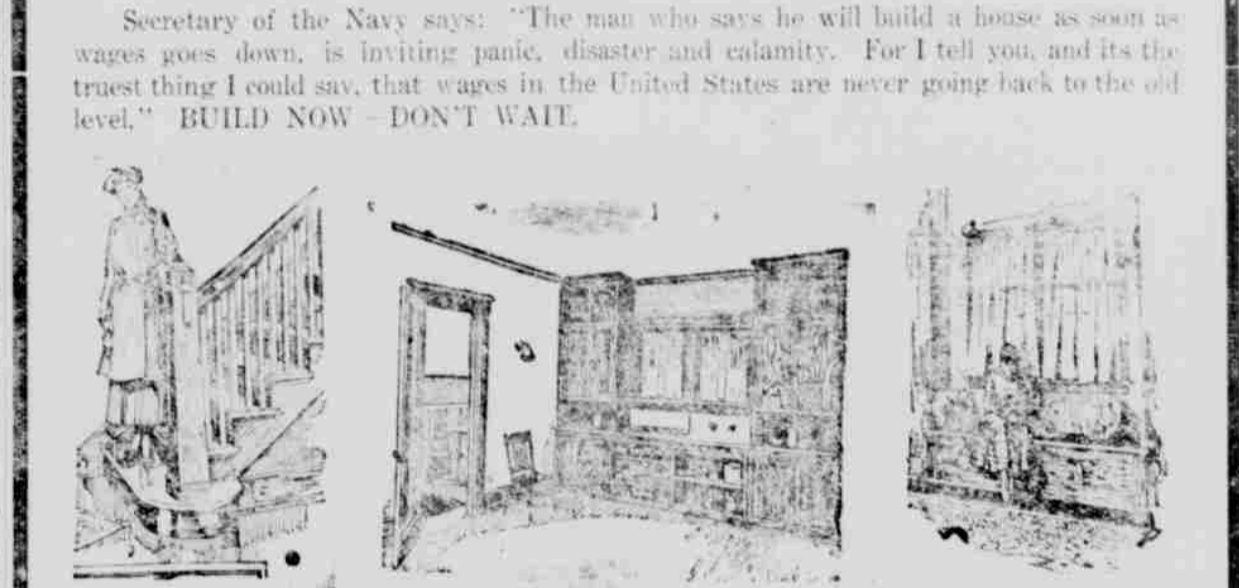 Secretary of the Navy says: "The man who says he will build a house as soon as
wages goes down, is inviting panic, disaster and calamity. For I tell you, and its the
truest thing I could say, that wages in the United States are never going back to the old
level." BUILD NOW - DON'T WAIT.